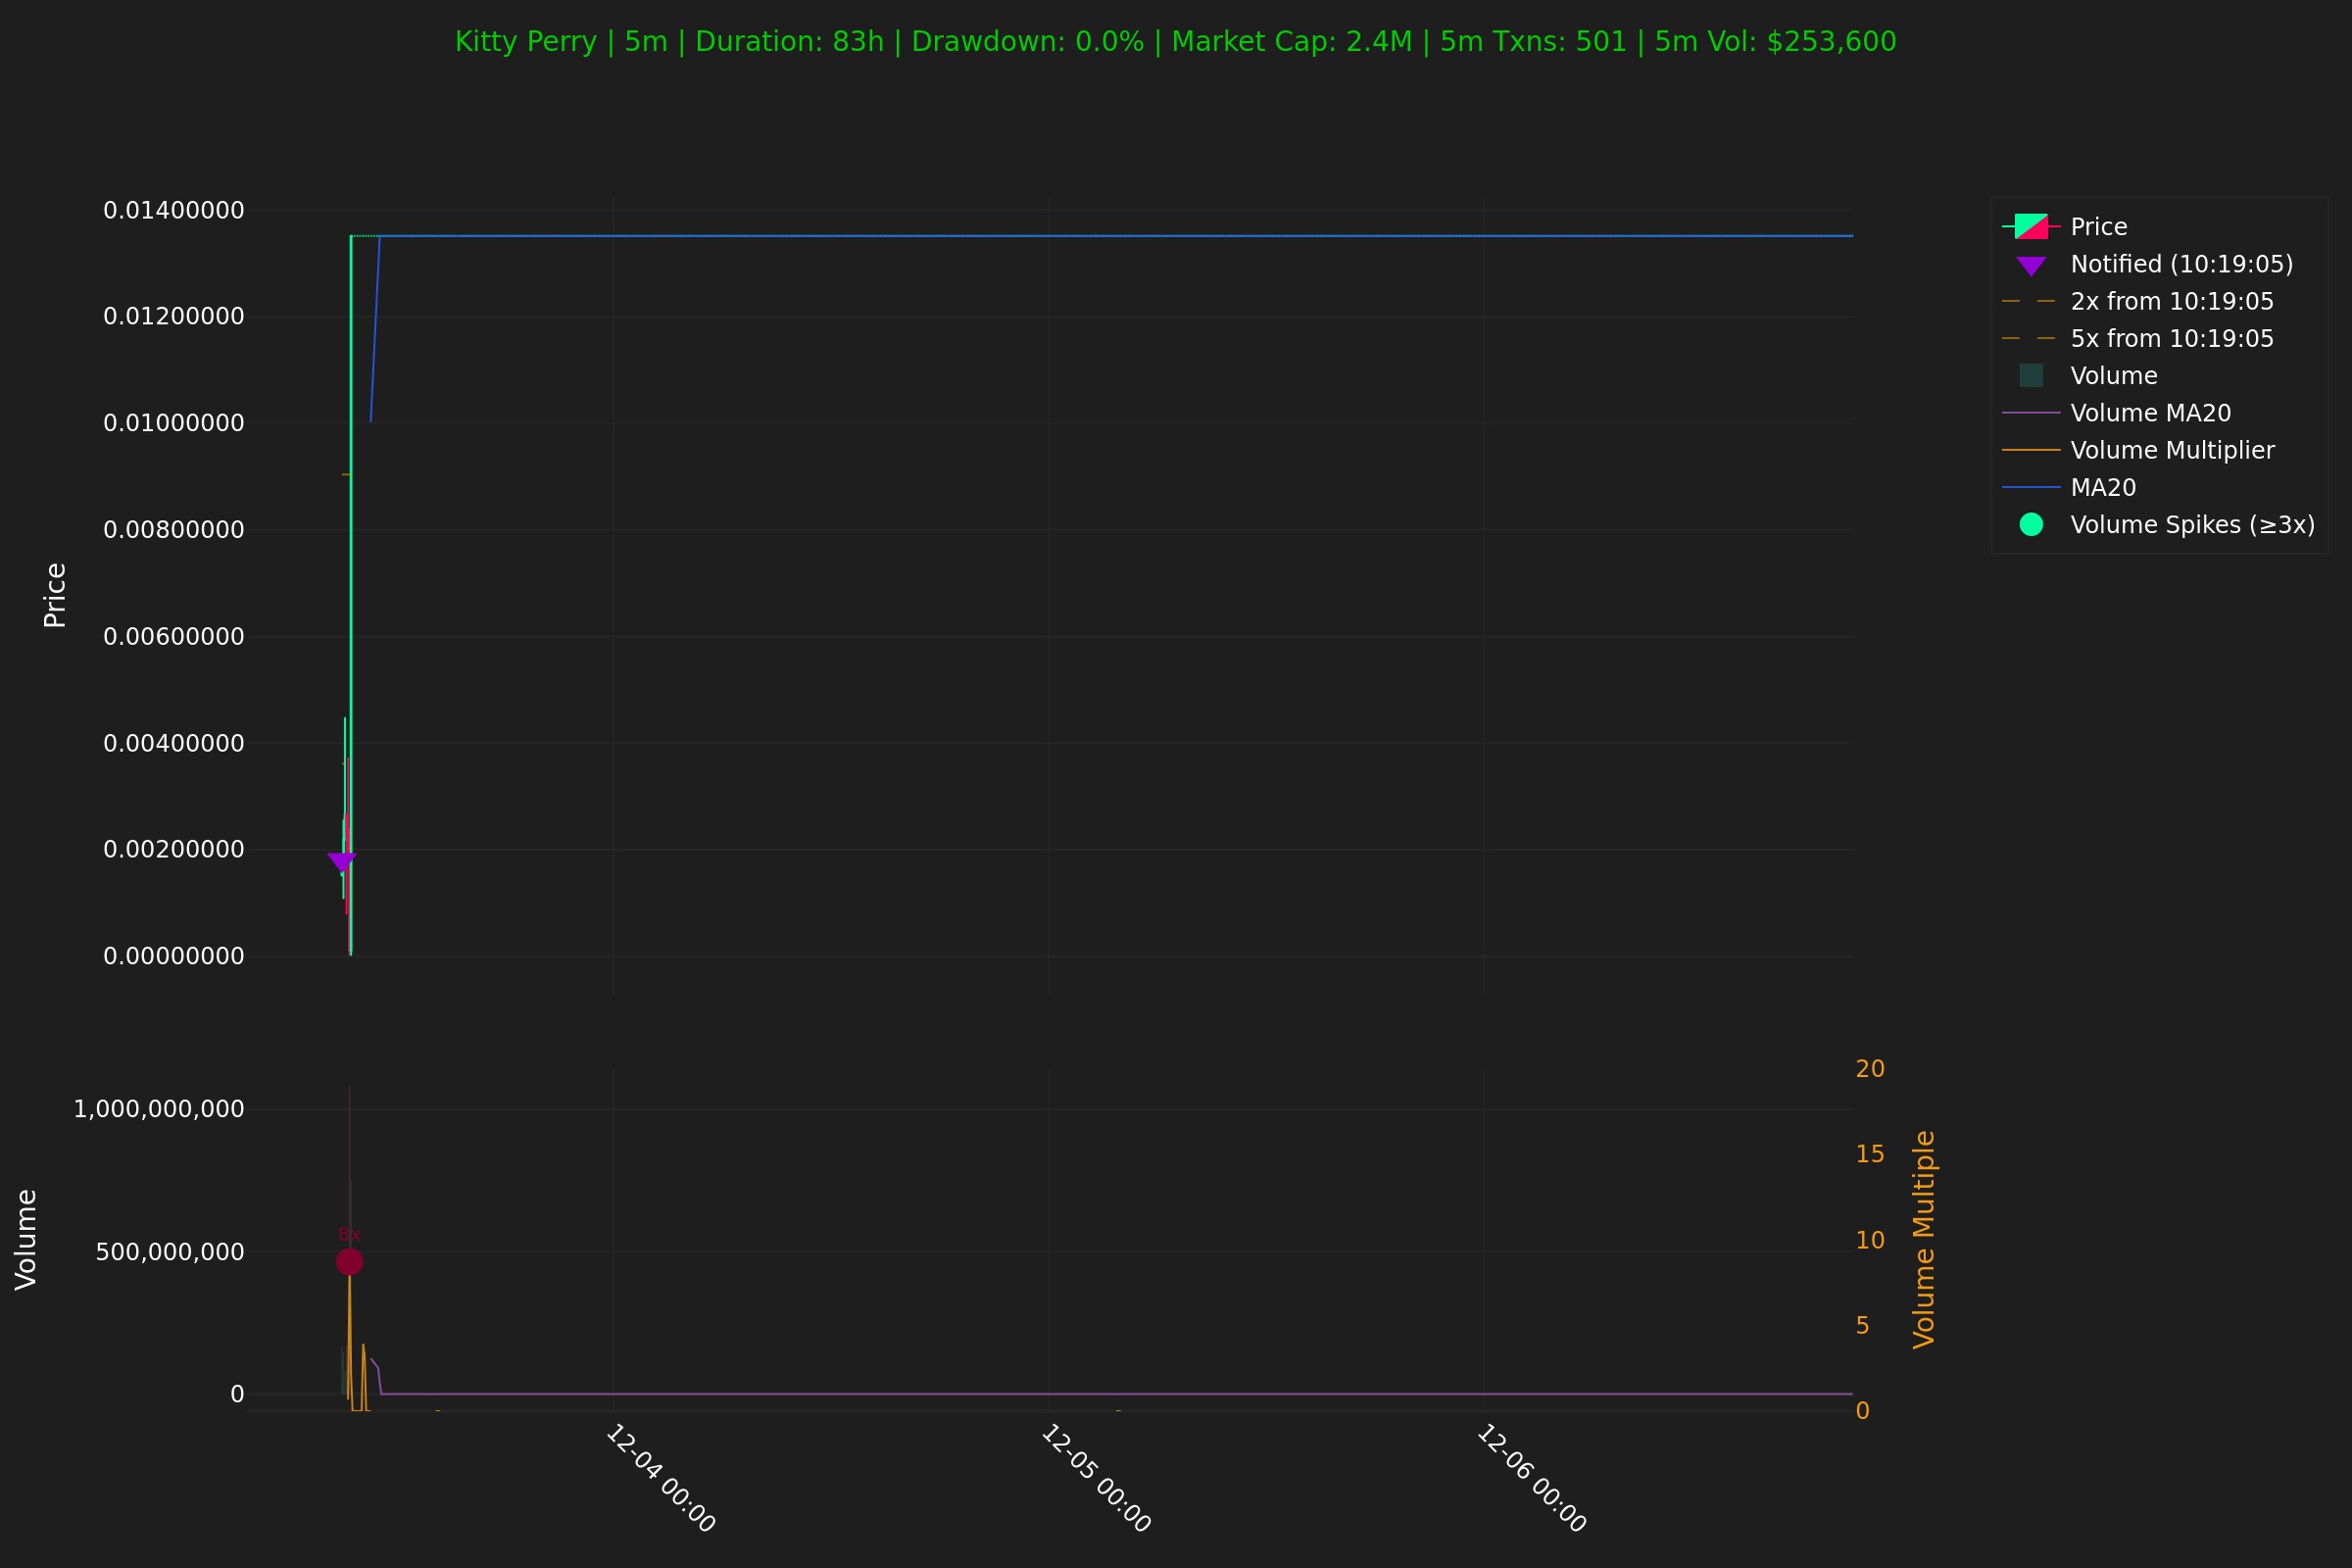 Kitty Perry | 5m | Duration: 83h | Drawdown: 0.0% | Market Cap: 2.4M | 5m Txns: 501 | 5m Vol: $253,600
0.01400000
0.01200000
0.01000000
0.00800000
0.00600000
0.00400000
0.00200000
0.00000000
Price
Price
Notified (10:19:05)
2x from 10:19:05
5x from 10:19:05
Volume
Volume MA20
Volume Multiplier
MA20
Volume Spikes (≥3x)
1,000,000,000
500,000,000
0
Volume
8x
20
15
10
5
0
Volume Multiple
12-04 00:00
12-05 00:00
12-06 00:00